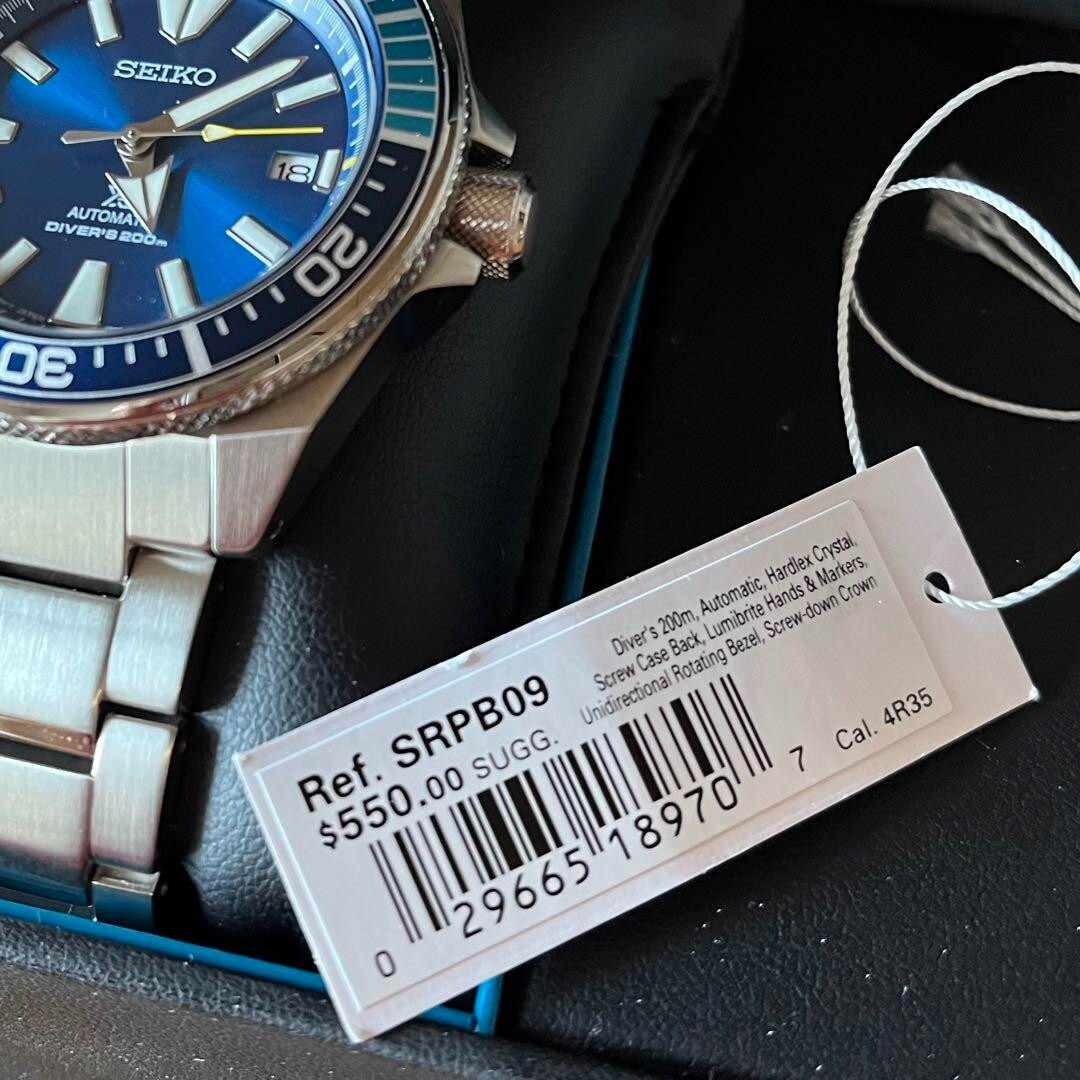 SEIKO
18
AUTOMATIC
DIVER'S 200m
20
30
Diver's 200m, Automatic, Hardlex Crystal,
Screw Case Back, Lumibrite Hands & Markers,
Unidirectional Rotating Bezel, Screw-down Crown
Ref. SRPB09
$550.00 SUGG.
Cal. 4R35
0 29665 18970 7